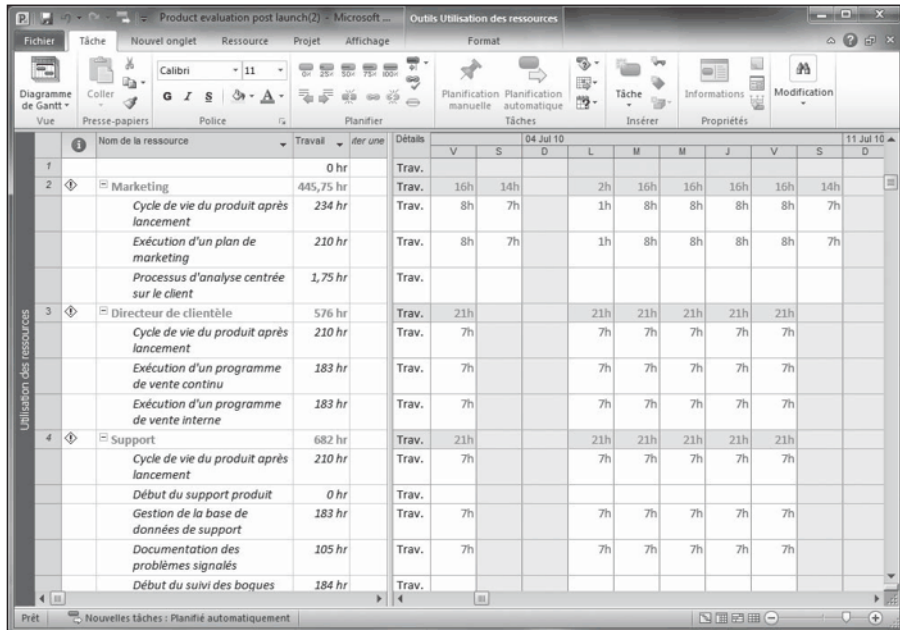 Product evaluation post launch(2) - Microsoft ... Outils Utilisation des ressources
Fichier Tâche Nouvel onglet Ressource Projet Affichage Format
Calibri 11
Diagramme de Gantt
Coller
G I S
0% 25% 50% 75% 100%
Planification manuelle
Planification automatique
Tâche
Informations
Modification
Vue Presse-papiers Police Planifier Tâches Insérer Propriétés
Nom de la ressource Travail iter une Détails 04 Jul 10 11 Jul 10
V S D L M M J V S D
1 0 hr Trav.
2 Marketing 445,75 hr Trav. 16h 14h 2h 16h 16h 16h 16h 14h
Cycle de vie du produit après 234 hr Trav. 8h 7h 1h 8h 8h 8h 8h 7h
lancement
Exécution d'un plan de 210 hr Trav. 8h 7h 1h 8h 8h 8h 8h 7h
marketing
Processus d'analyse centrée 1,75 hr Trav.
sur le client
3 Directeur de clientèle 576 hr Trav. 21h 21h 21h 21h 21h 21h
Cycle de vie du produit après 210 hr Trav. 7h 7h 7h 7h 7h 7h
lancement
Exécution d'un programme 183 hr Trav. 7h 7h 7h 7h 7h 7h
de vente continu
Exécution d'un programme 183 hr Trav. 7h 7h 7h 7h 7h 7h
de vente interne
4 Support 682 hr Trav. 21h 21h 21h 21h 21h 21h
Cycle de vie du produit après 210 hr Trav. 7h 7h 7h 7h 7h 7h
lancement
Début du support produit 0 hr Trav.
Gestion de la base de 183 hr Trav. 7h 7h 7h 7h 7h 7h
données de support
Documentation des 105 hr Trav. 7h 7h 7h 7h 7h 7h
problèmes signalés
Début du suivi des bogues 184 hr Trav.
Utilisation des ressources
Prêt Nouvelles tâches : Planifié automatiquement